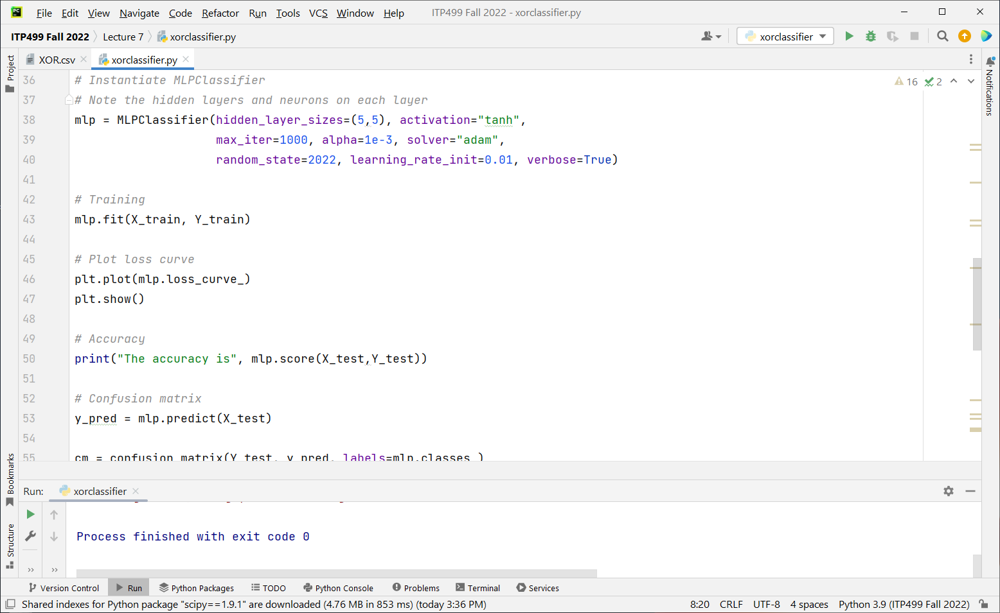 File Edit View Navigate Code Refactor Run Tools VCS Window Help ITP499 Fall 2022 - xorclassifier.py
ITP499 Fall 2022 Lecture 7 xorclassifier.py xorclassifier
Project
XOR.csv xorclassifier.py
Notifications
16 2
36 # Instantiate MLPClassifier
37 # Note the hidden layers and neurons on each layer
38 mlp = MLPClassifier(hidden_layer_sizes=(5,5), activation="tanh",
39 max_iter=1000, alpha=1e-3, solver="adam",
40 random_state=2022, learning_rate_init=0.01, verbose=True)
41
42 # Training
43 mlp.fit(X_train, Y_train)
44
45 # Plot loss curve
46 plt.plot(mlp.loss_curve_)
47 plt.show()
48
49 # Accuracy
50 print("The accuracy is", mlp.score(X_test,Y_test))
51
52 # Confusion matrix
53 y_pred = mlp.predict(X_test)
54
55 cm = confusion_matrix(Y_test, y_pred, labels=mlp.classes_)
Bookmarks
Structure
Run: xorclassifier
Process finished with exit code 0
Version Control Run Python Packages TODO Python Console Problems Terminal Services
Shared indexes for Python package "scipy==1.9.1" are downloaded (4.76 MB in 853 ms) (today 3:36 PM) 8:20 CRLF UTF-8 4 spaces Python 3.9 (ITP499 Fall 2022)